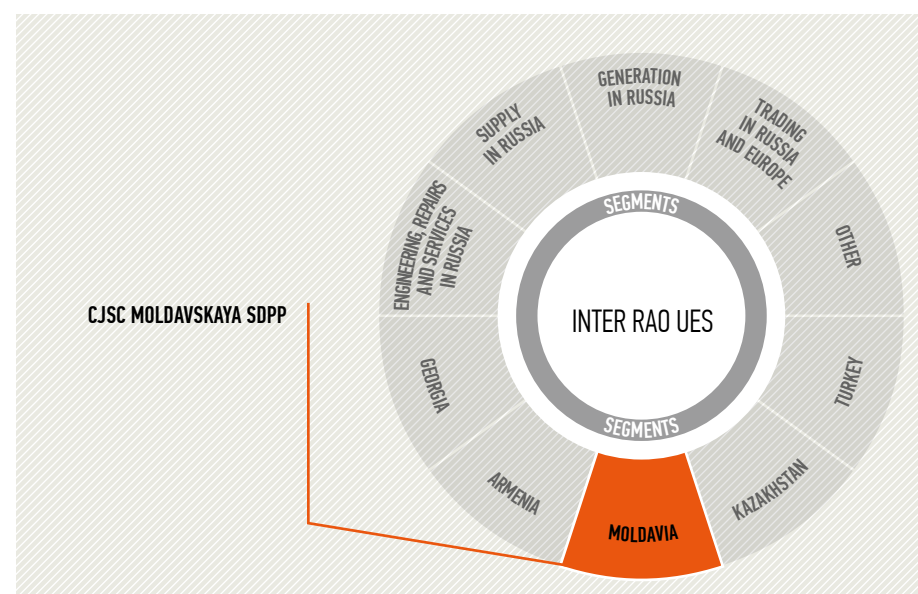 GENERATION
IN RUSSIA
TRADING
IN RUSSIA
AND EUROPE
OTHER
TURKEY
KAZAKHSTAN
MOLDAVIA
ARMENIA
GEORGIA
ENGINEERING, REPAIRS
AND SERVICES
IN RUSSIA
SUPPLY
IN RUSSIA
SEGMENTS
INTER RAO UES
SEGMENTS
CJSC MOLDAVSKAYA SDPP